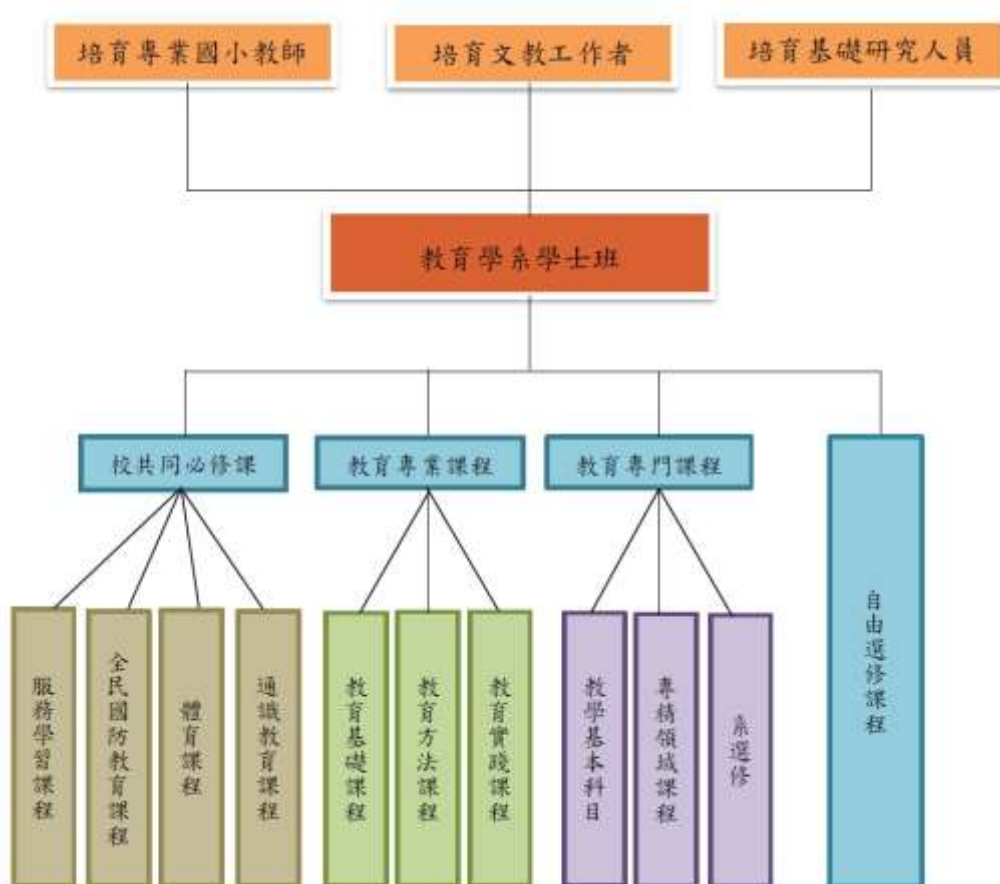 培育專業國小教師
培育文教工作者
培育基礎研究人員
教育學系學士班
校共同必修課
教育專業課程
教育專門課程
自由選修課程
服務學習課程
全民國防教育課程
體育課程
通識教育課程
教育基礎課程
教育方法課程
教育實踐課程
教學基本科目
專精領域課程
系選修